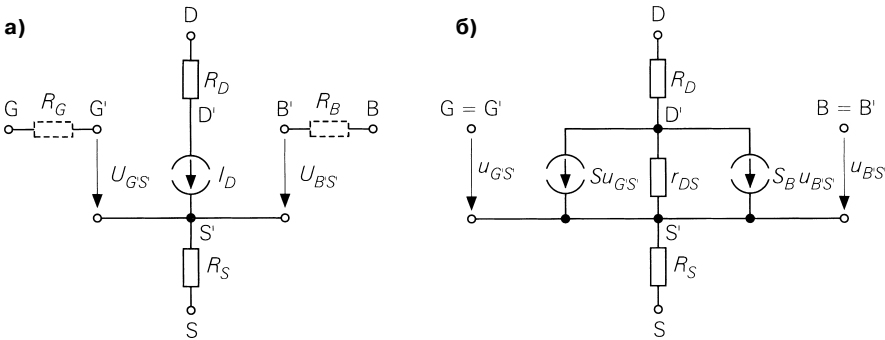 а)
D
R_D
D'
G R_G G'
B' R_B B
U_G'S'
I_D
U_B'S'
S'
R_S
S
б)
D
R_D
G = G'
D'
B = B'
u_G'S'
Su_G'S'
r_DS
S_B u_B'S'
u_B'S'
S'
R_S
S